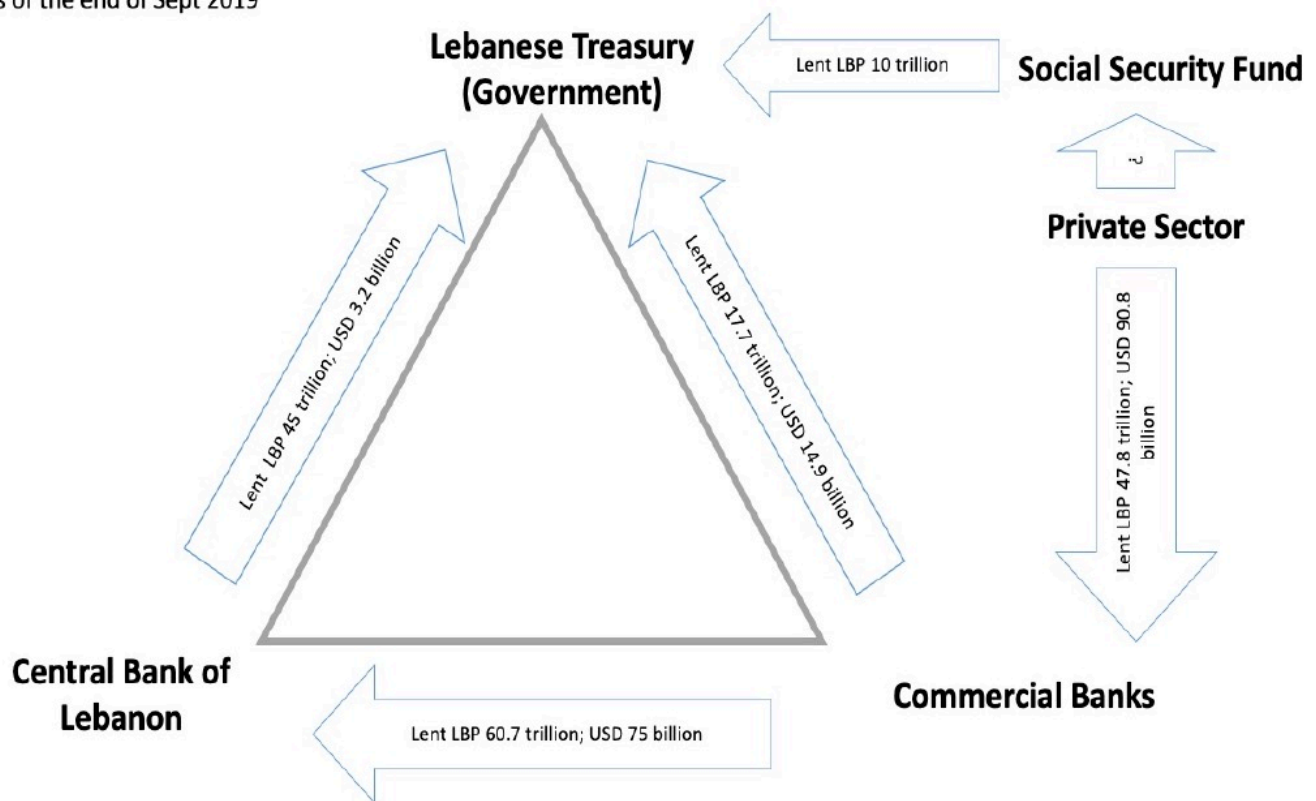 s of the end of Sept 2019
Lebanese Treasury
(Government)
Lent LBP 10 trillion
Social Security Fund
?
Private Sector
Lent LBP 45 trillion; USD 3.2 billion
Lent LBP 17.7 trillion; USD 14.9 billion
Lent LBP 47.8 trillion; USD 90.8
billion
Central Bank of
Lebanon
Commercial Banks
Lent LBP 60.7 trillion; USD 75 billion